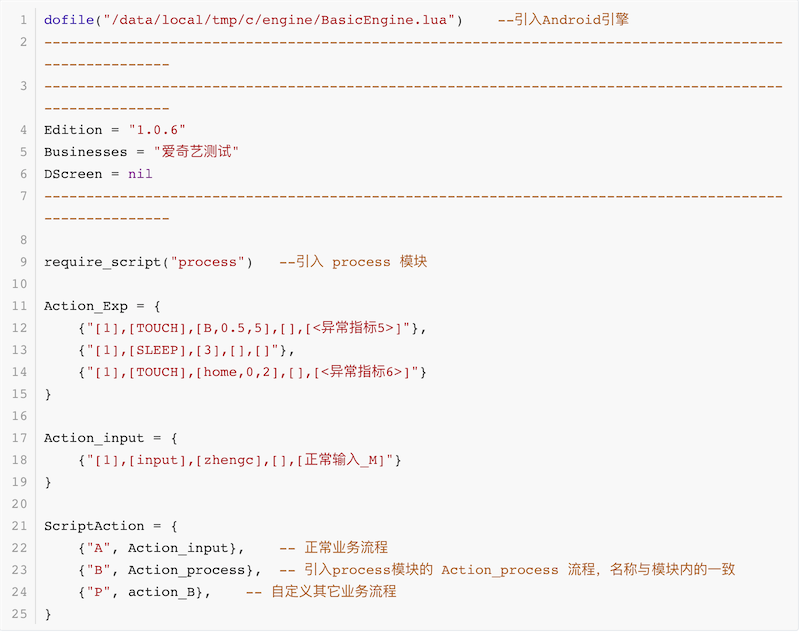 1 dofile("/data/local/tmp/c/engine/BasicEngine.lua")    --引入Android引擎
2 -----------------------------------------------------------------------------------------
---------------
3 -----------------------------------------------------------------------------------------
---------------
4 Edition = "1.0.6"
5 Businesses = "爱奇艺测试"
6 DScreen = nil
7 -----------------------------------------------------------------------------------------
---------------
8
9 require_script("process")   --引入 process 模块
10
11 Action_Exp = {
12     {"[1],[TOUCH],[B,0.5,5],[],[<异常指标5>]"},
13     {"[1],[SLEEP],[3],[],[]"},
14     {"[1],[TOUCH],[home,0,2],[],[<异常指标6>]"}
15 }
16
17 Action_input = {
18     {"[1],[input],[zhengc],[],[正常输入_M]"}
19 }
20
21 ScriptAction = {
22     {"A", Action_input},    -- 正常业务流程
23     {"B", Action_process},  -- 引入process模块的 Action_process 流程，名称与模块内的一致
24     {"P", action_B},    -- 自定义其它业务流程
25 }